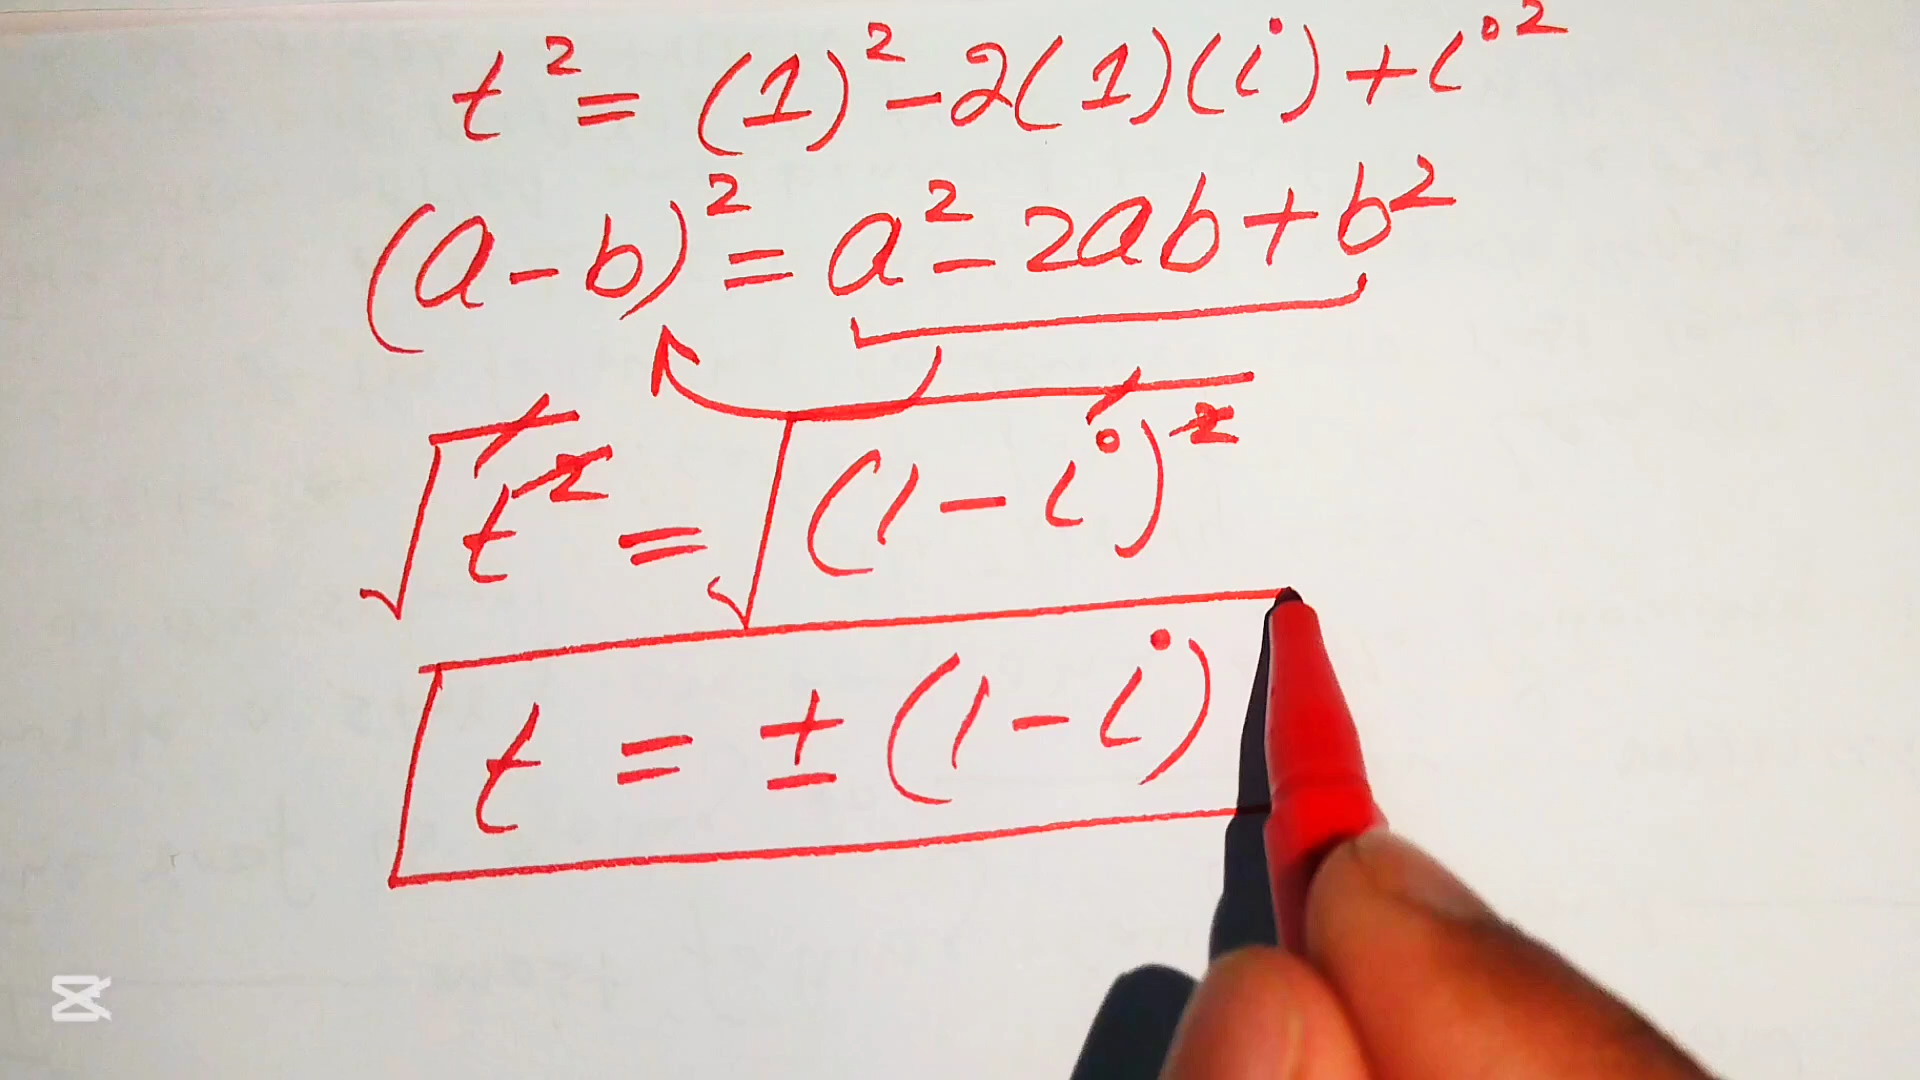 t² = (1)² - 2(1)(i) + i²
(a - b)² = a² - 2ab + b²
√t² = √(1 - i)²
t = ± (1 - i)